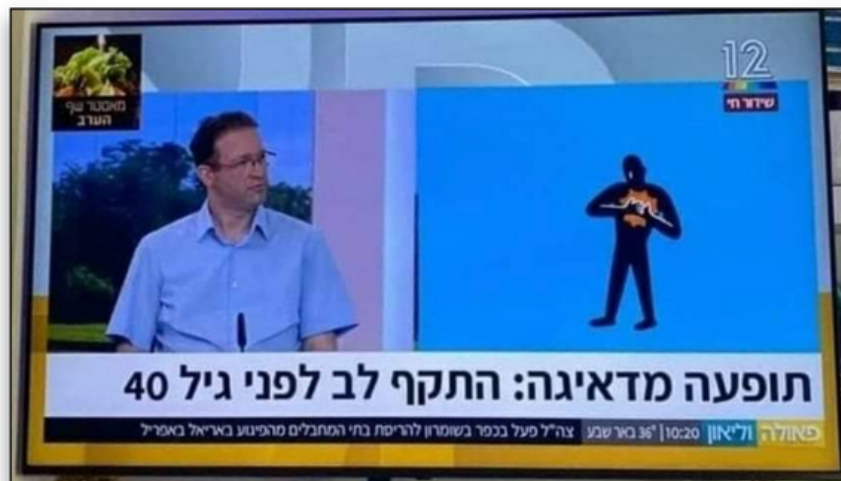 מאסטר שף
הערב
12
שידור חי
תופעה מדאיגה: התקף לב לפני גיל 40
פאולה וליאון 10:20 | 36° באר שבע צה"ל פעל בכפר בשומרון להריסת בתי המחבלים מהפיגוע באריאל באפריל